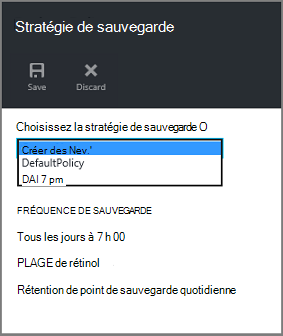 Stratégie de sauvegarde
Save Discard
Choisissez la stratégie de sauvegarde O
Créer des Nev.'
DefaultPolicy
DAI 7 pm
FRÉQUENCE DE SAUVEGARDE
Tous les jours à 7 h 00
PLAGE de rétinol
Rétention de point de sauvegarde quotidienne